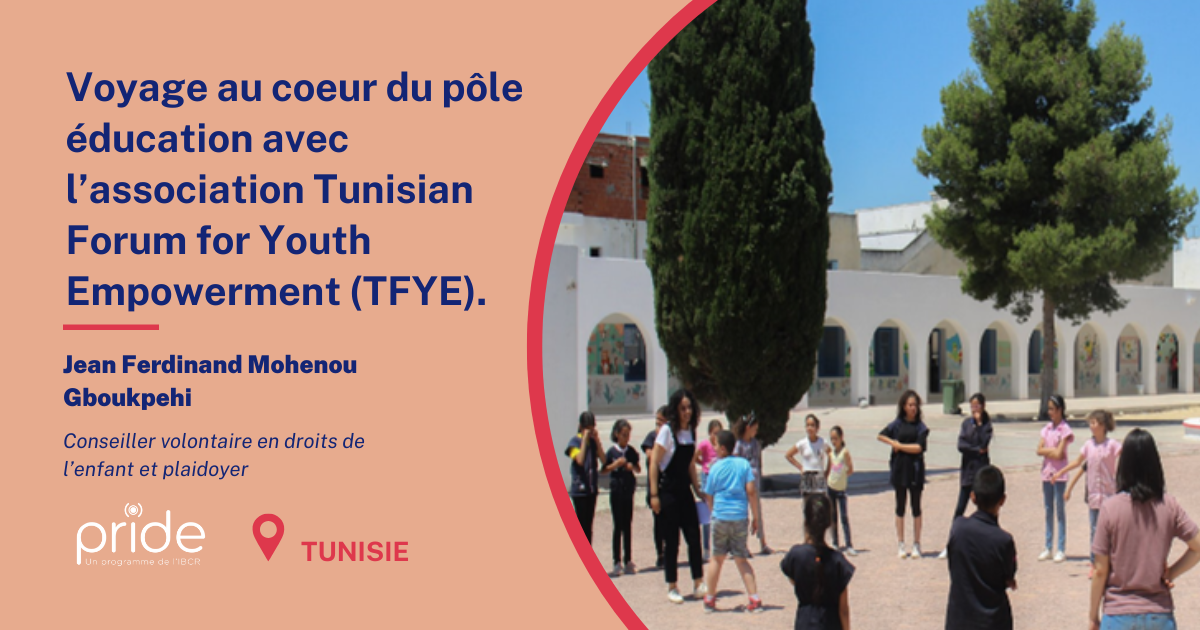 Voyage au coeur du pôle
éducation avec
l’association Tunisian
Forum for Youth
Empowerment (TFYE).
Jean Ferdinand Mohenou
Gboukpehi
Conseiller volontaire en droits de
l’enfant et plaidoyer
pride
Un programme de l'IBCR
TUNISIE